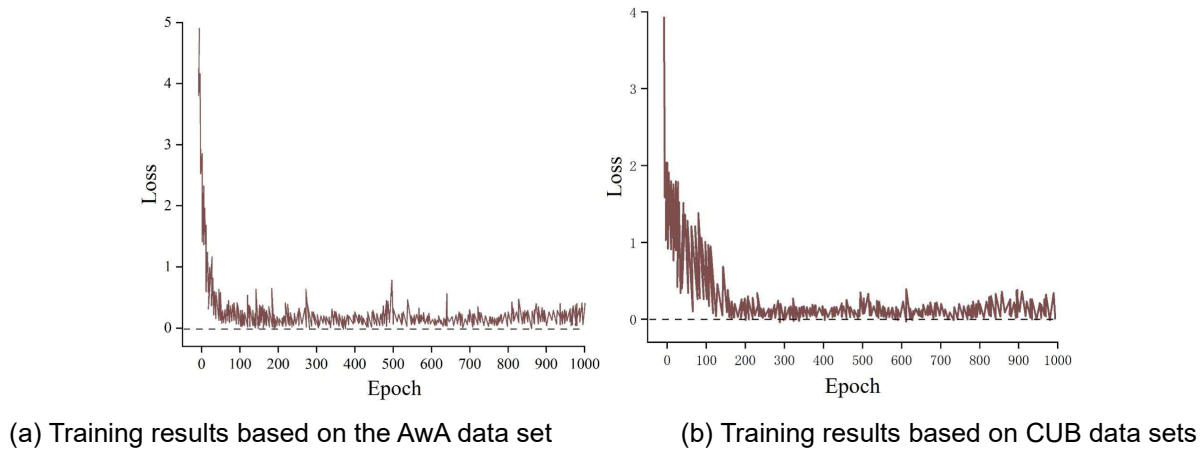 5
4
3
2
1
0
Loss
0 100 200 300 400 500 600 700 800 900 1000
Epoch
(a) Training results based on the AwA data set
4
3
2
1
0
Loss
0 100 200 300 400 500 600 700 800 900 1000
Epoch
(b) Training results based on CUB data sets